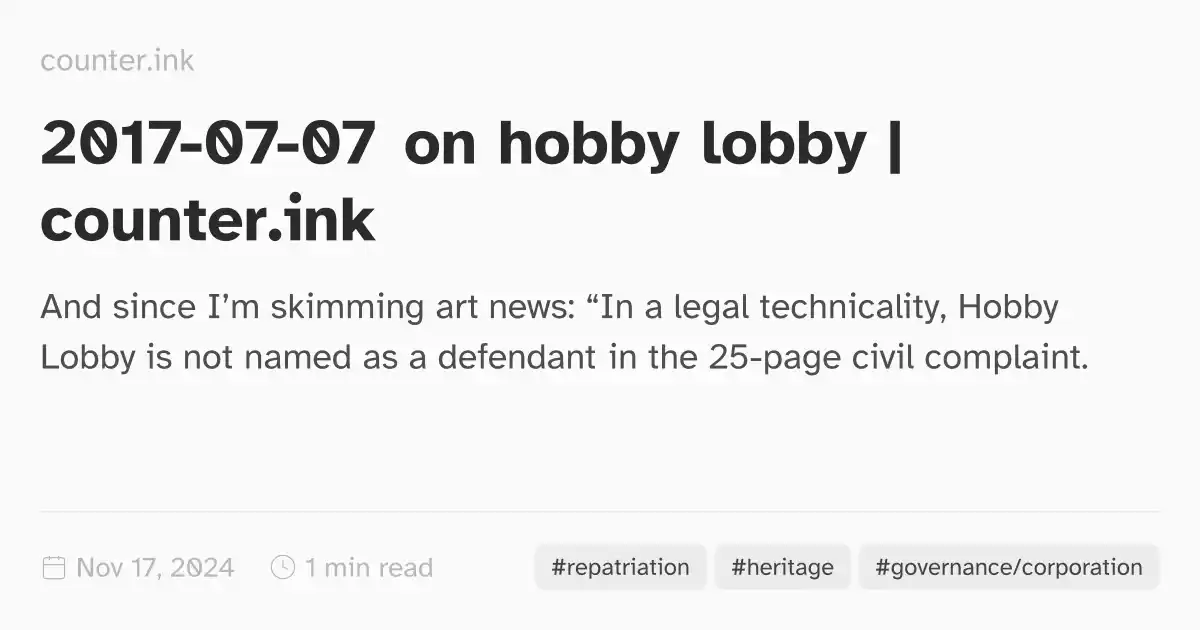 counter.ink
2017-07-07 on hobby lobby |
counter.ink
And since I’m skimming art news: “In a legal technicality, Hobby
Lobby is not named as a defendant in the 25-page civil complaint.
Nov 17, 2024 1 min read #repatriation #heritage #governance/corporation